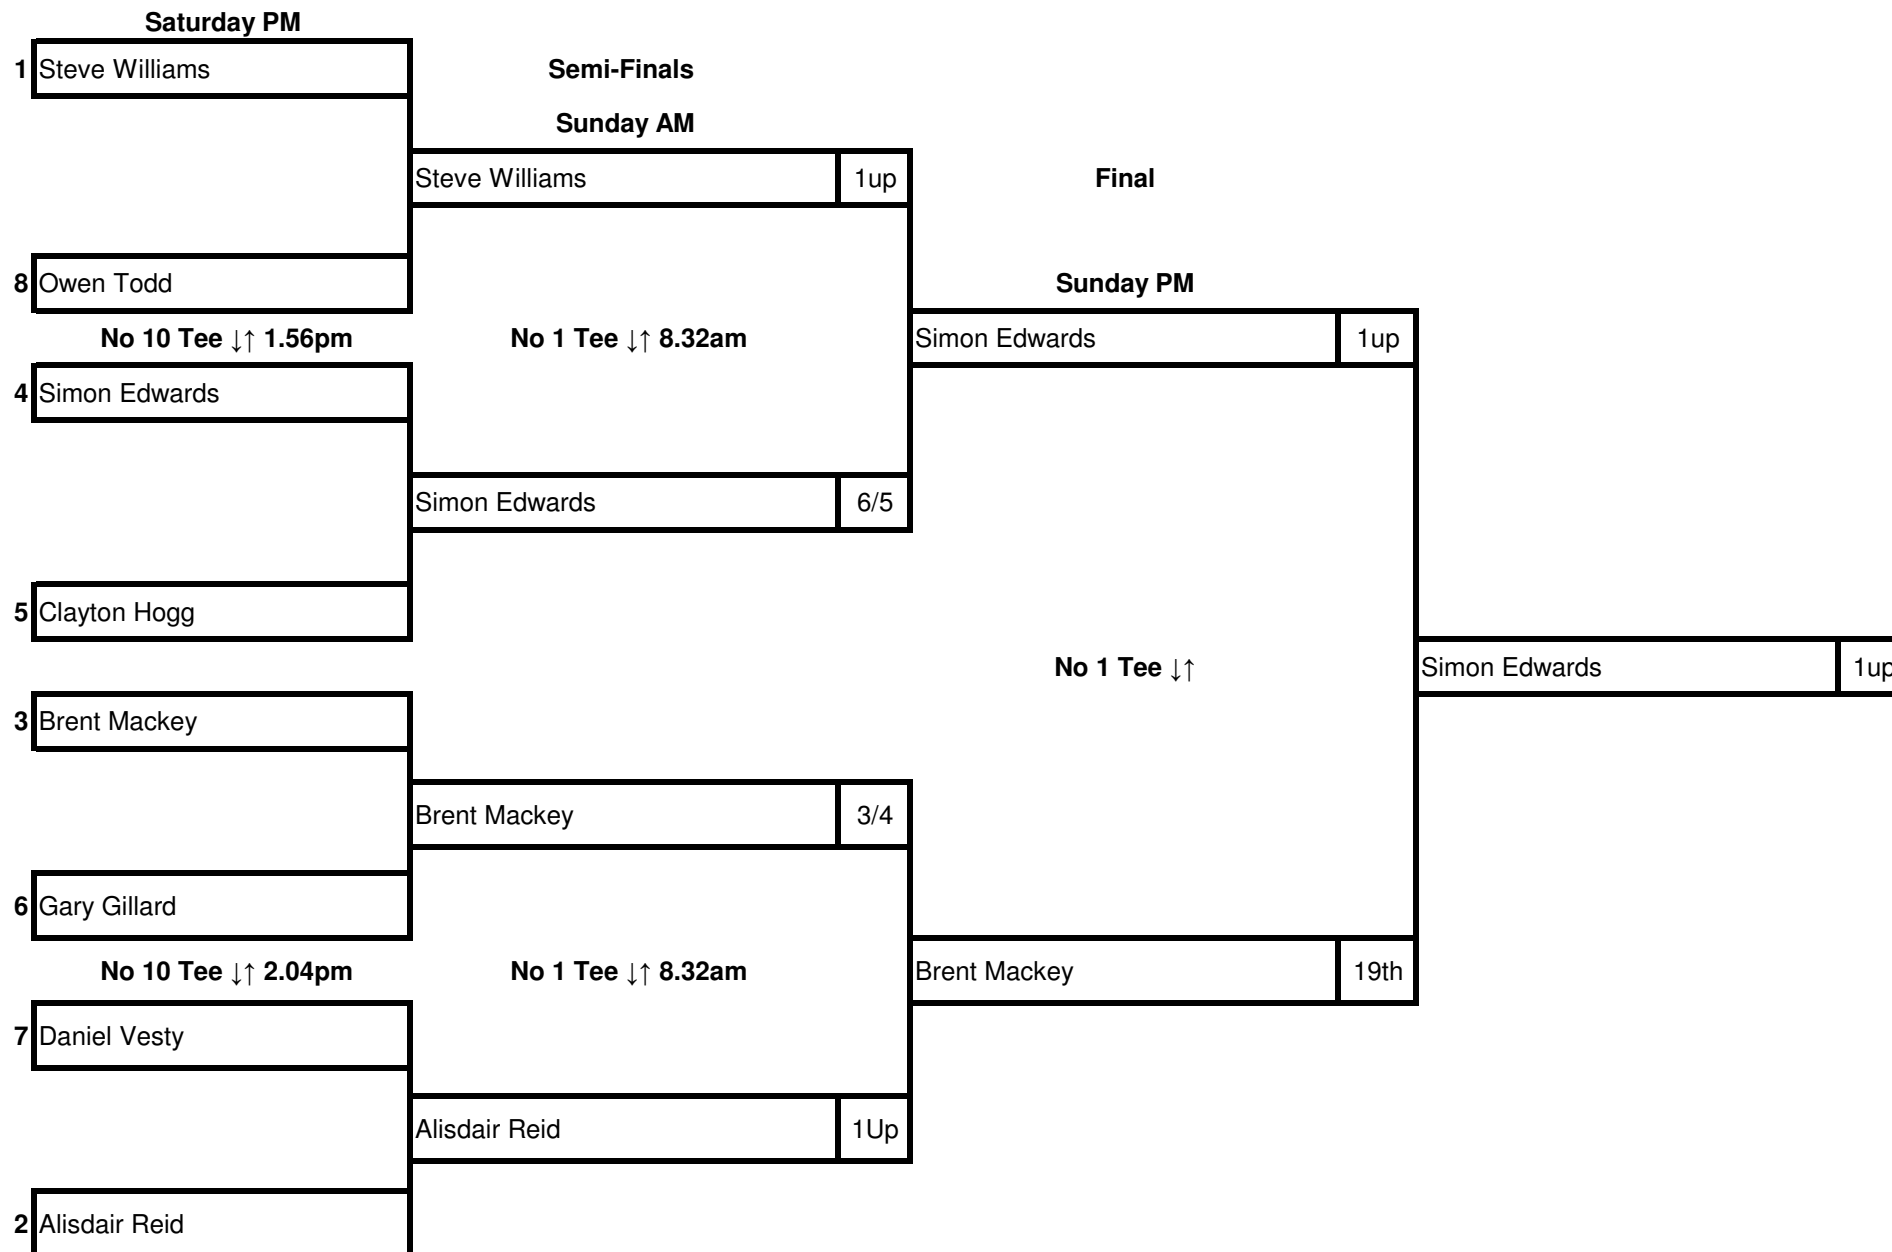 Saturday PM
1 Steve Williams Semi-Finals
Sunday AM
Steve Williams 1up Final
8 Owen Todd Sunday PM
No 10 Tee ↓↑ 1.56pm No 1 Tee ↓↑ 8.32am Simon Edwards 1up
4 Simon Edwards
Simon Edwards 6/5
5 Clayton Hogg
No 1 Tee ↓↑ Simon Edwards 1up
3 Brent Mackey
Brent Mackey 3/4
6 Gary Gillard
No 10 Tee ↓↑ 2.04pm No 1 Tee ↓↑ 8.32am Brent Mackey 19th
7 Daniel Vesty
Alisdair Reid 1Up
2 Alisdair Reid